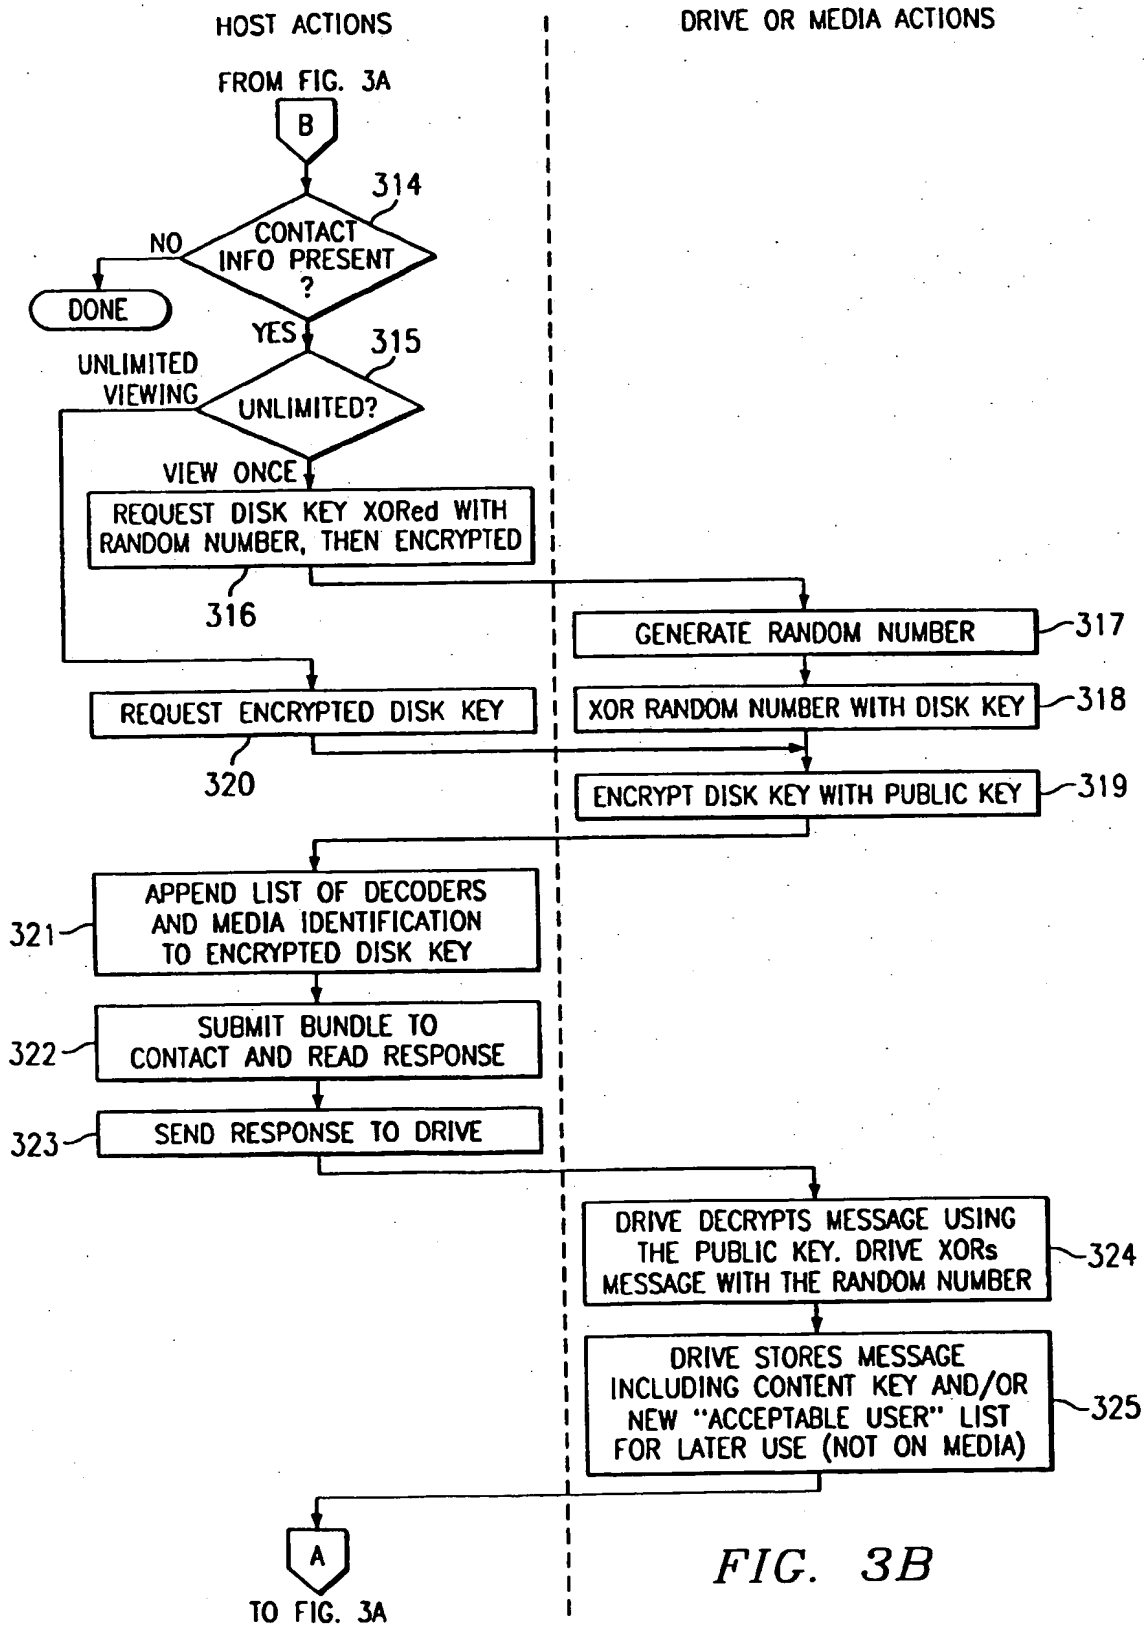 HOST ACTIONS
DRIVE OR MEDIA ACTIONS
FROM FIG. 3A
B
314
CONTACT
INFO PRESENT
?
NO
DONE
YES
315
UNLIMITED
VIEWING
UNLIMITED?
VIEW ONCE
REQUEST DISK KEY XORed WITH
RANDOM NUMBER, THEN ENCRYPTED
316
GENERATE RANDOM NUMBER
317
XOR RANDOM NUMBER WITH DISK KEY
318
REQUEST ENCRYPTED DISK KEY
320
ENCRYPT DISK KEY WITH PUBLIC KEY
319
APPEND LIST OF DECODERS
AND MEDIA IDENTIFICATION
TO ENCRYPTED DISK KEY
321
SUBMIT BUNDLE TO
CONTACT AND READ RESPONSE
322
SEND RESPONSE TO DRIVE
323
DRIVE DECRYPTS MESSAGE USING
THE PUBLIC KEY. DRIVE XORs
MESSAGE WITH THE RANDOM NUMBER
324
DRIVE STORES MESSAGE
INCLUDING CONTENT KEY AND/OR
NEW "ACCEPTABLE USER" LIST
FOR LATER USE (NOT ON MEDIA)
325
A
TO FIG. 3A
FIG. 3B